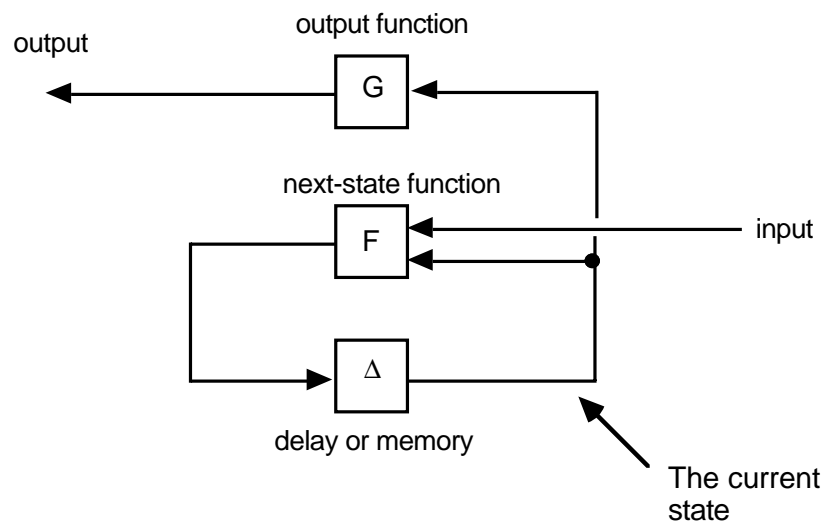 output function
output
G
next-state function
F
input
Δ
delay or memory
The current
state